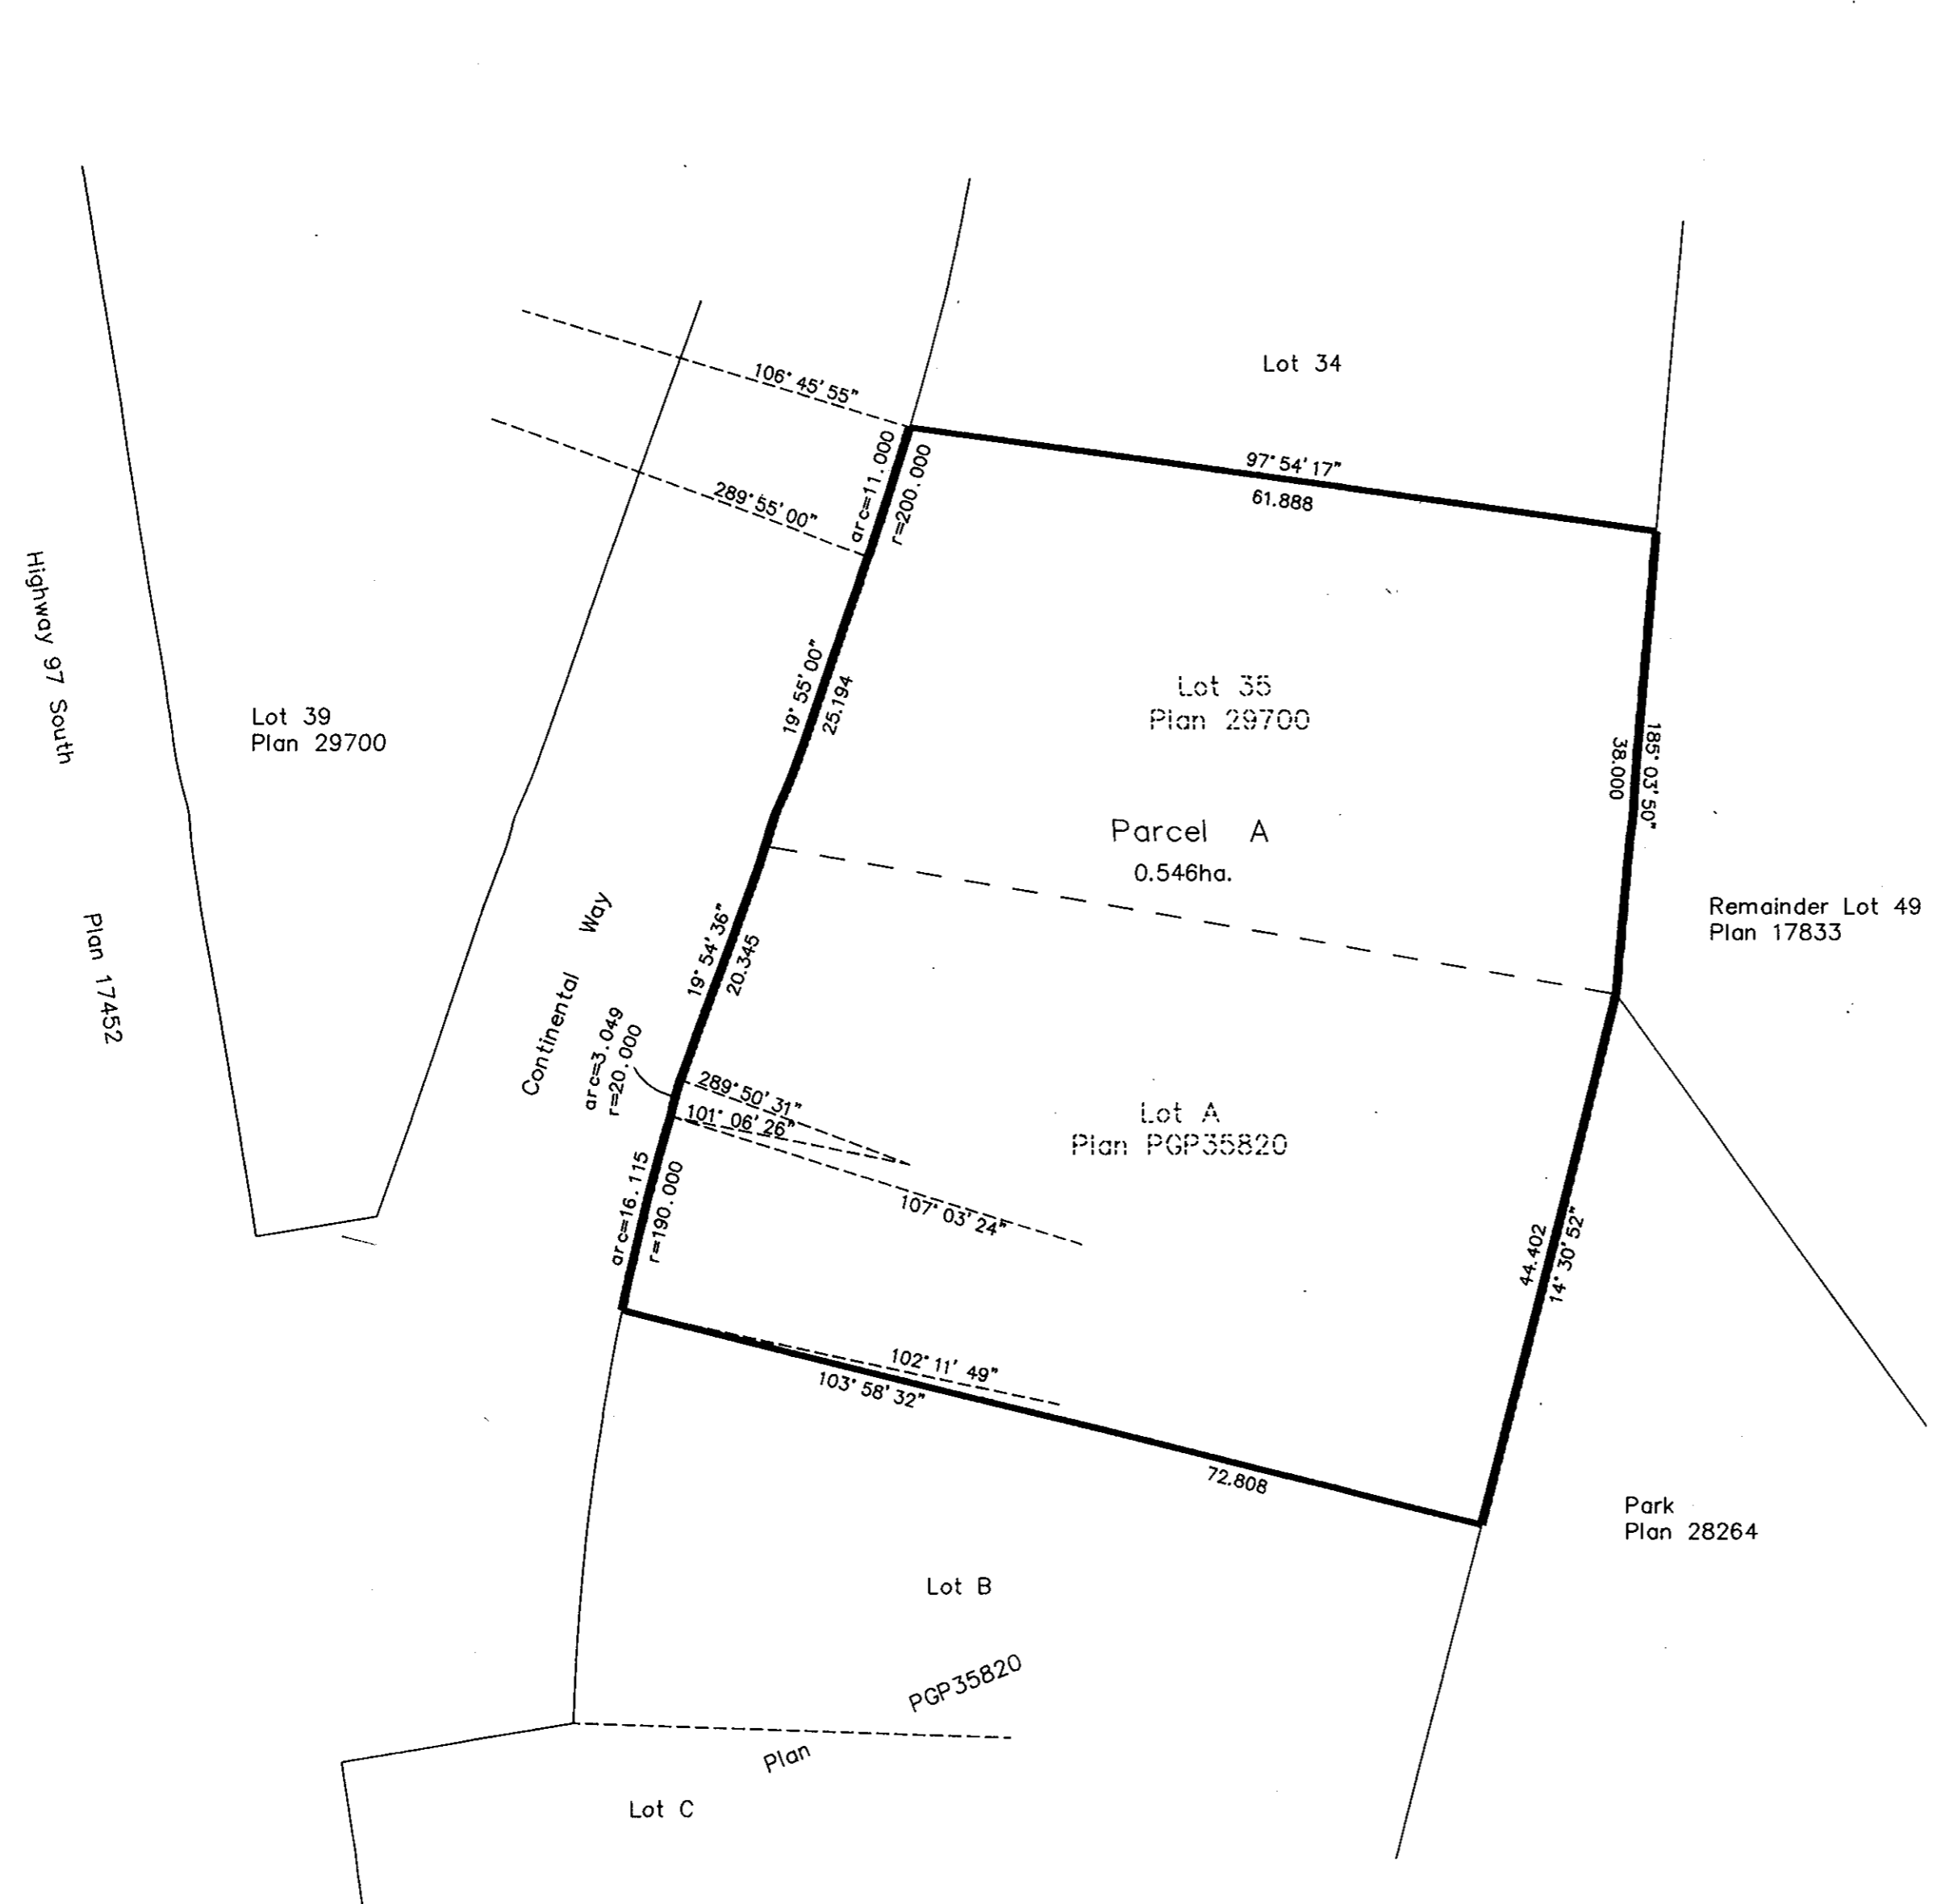 Lot 34
106°45'55"
289°55'00"
arc=11.000
r=200.000
97°54'17"
61.888
Highway 97 South
Plan 17452
Lot 39
Plan 29700
19°55'00"
25.194
Lot 35
Plan 29700
185°03'50"
38.000
Parcel A
0.546ha.
Remainder Lot 49
Plan 17833
Continental Way
19°54'36"
20.345
arc=3.049
r=20.000
289°50'31"
101°06'26"
107°03'24"
Lot A
Plan PGP35820
arc=16.115
r=190.000
44.402
14°30'52"
102°11'49"
103°58'32"
72.808
Park
Plan 28264
Lot B
Plan PGP35820
Lot C